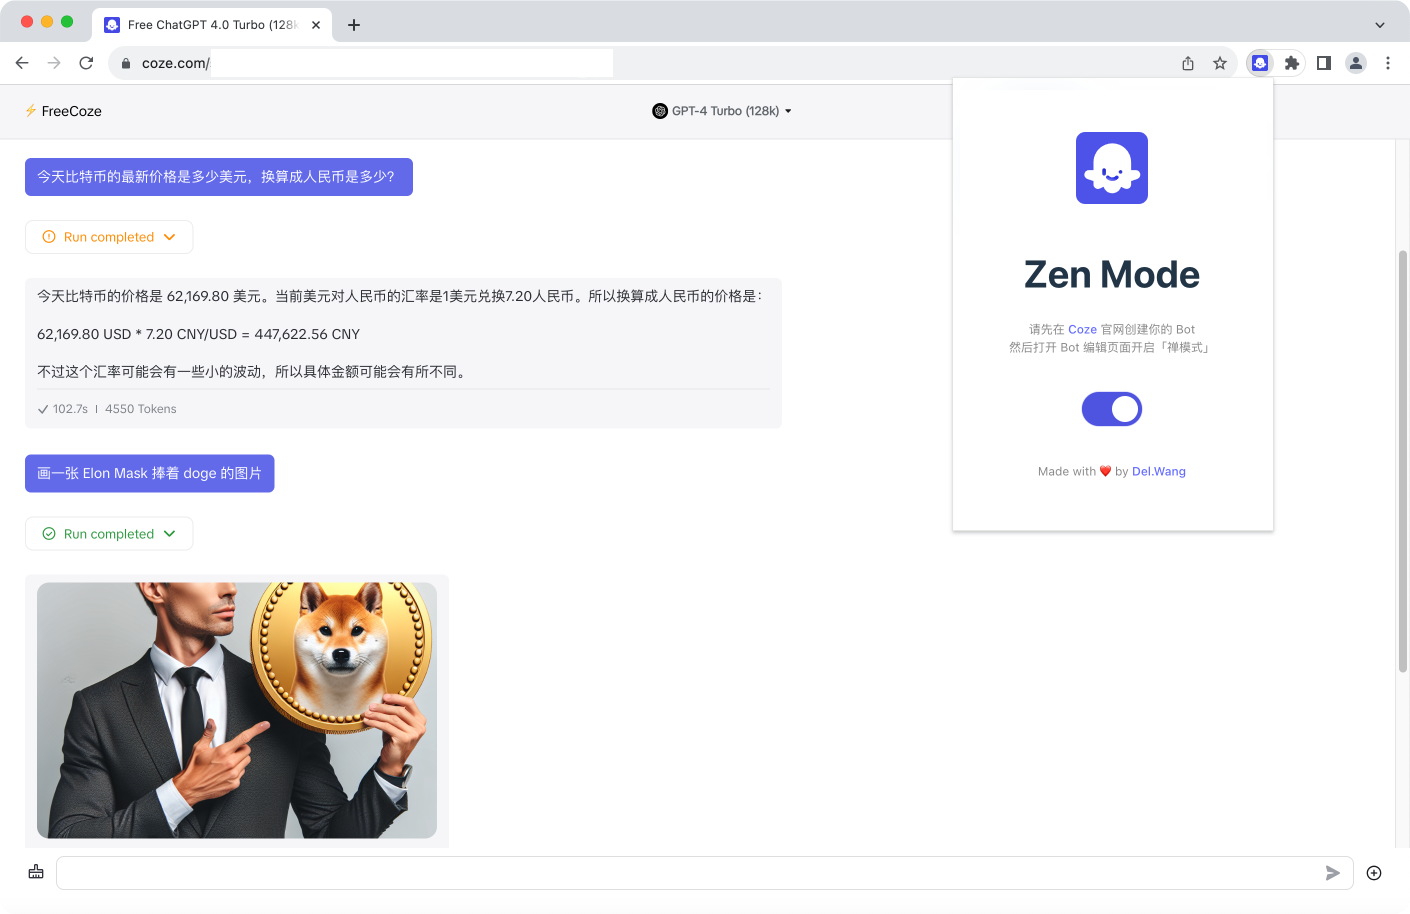 Free ChatGPT 4.0 Turbo (128k
coze.com/
FreeCoze
GPT-4 Turbo (128k)
今天比特币的最新价格是多少美元，换算成人民币是多少?
Run completed
今天比特币的价格是 62,169.80 美元。当前美元对人民币的汇率是1美元兑换7.20人民币。所以换算成人民币的价格是：
62,169.80 USD * 7.20 CNY/USD = 447,622.56 CNY
不过这个汇率可能会有一些小的波动，所以具体金额可能会有所不同。
102.7s | 4550 Tokens
画一张 Elon Mask 捧着 doge 的图片
Run completed
Zen Mode
请先在 Coze 官网创建你的 Bot
然后打开 Bot 编辑页面开启「禅模式」
Made with ❤️ by Del.Wang